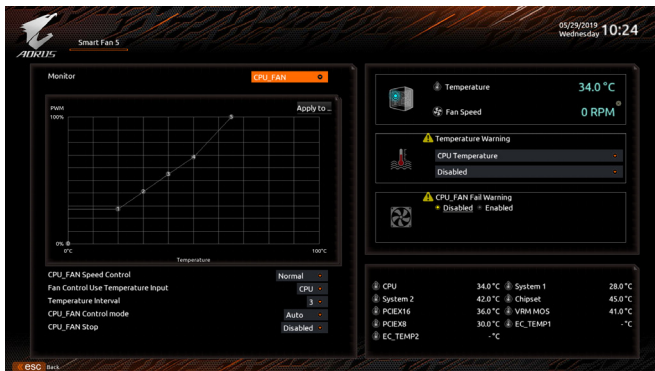 05/29/2019
Wednesday 10:24
AORUS
Smart Fan 5
Monitor
CPU_FAN
PWM
100%
Apply to ..
0% 0
0°C
100°C
Temperature
CPU_FAN Speed Control
Normal
Fan Control Use Temperature Input
CPU
Temperature Interval
3
CPU_FAN Control mode
Auto
CPU_FAN Stop
Disabled
Temperature
34.0 °C
Fan Speed
0 RPM
Temperature Warning
CPU Temperature
Disabled
CPU_FAN Fail Warning
Disabled
Enabled
CPU 34.0°C System 1 28.0°C
System 2 42.0°C Chipset 45.0°C
PCIEX16 36.0°C VRM MOS 41.0°C
PCIEX8 30.0°C EC_TEMP1 -°C
EC_TEMP2 -°C
esc Back